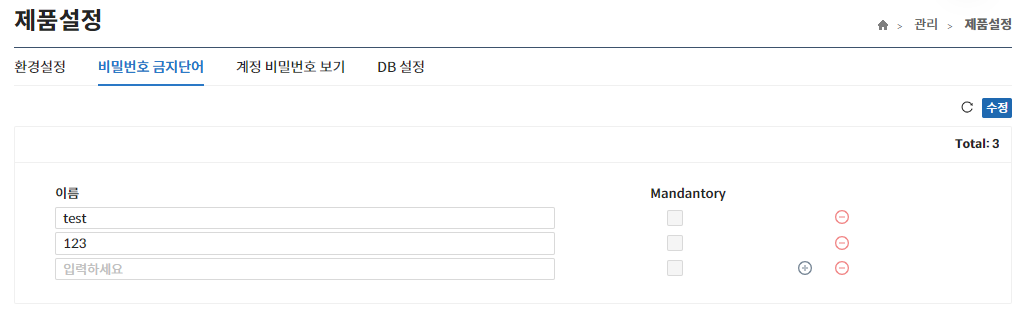 제품설정
> 관리 > 제품설정
환경설정 비밀번호 금지단어 계정 비밀번호 보기 DB 설정
수정
Total: 3
이름 Mandantory
test
123
입력하세요